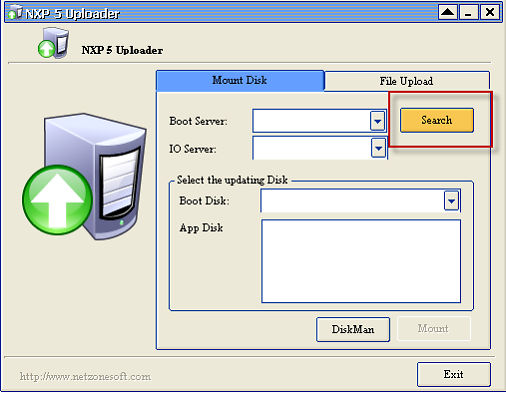 NXP 5 Uploader
NXP 5 Uploader
Mount Disk
File Upload
Boot Server:
Search
IO Server:
Select the updating Disk
Boot Disk:
App Disk
DiskMan
Mount
http://www.netzonesoft.com
Exit